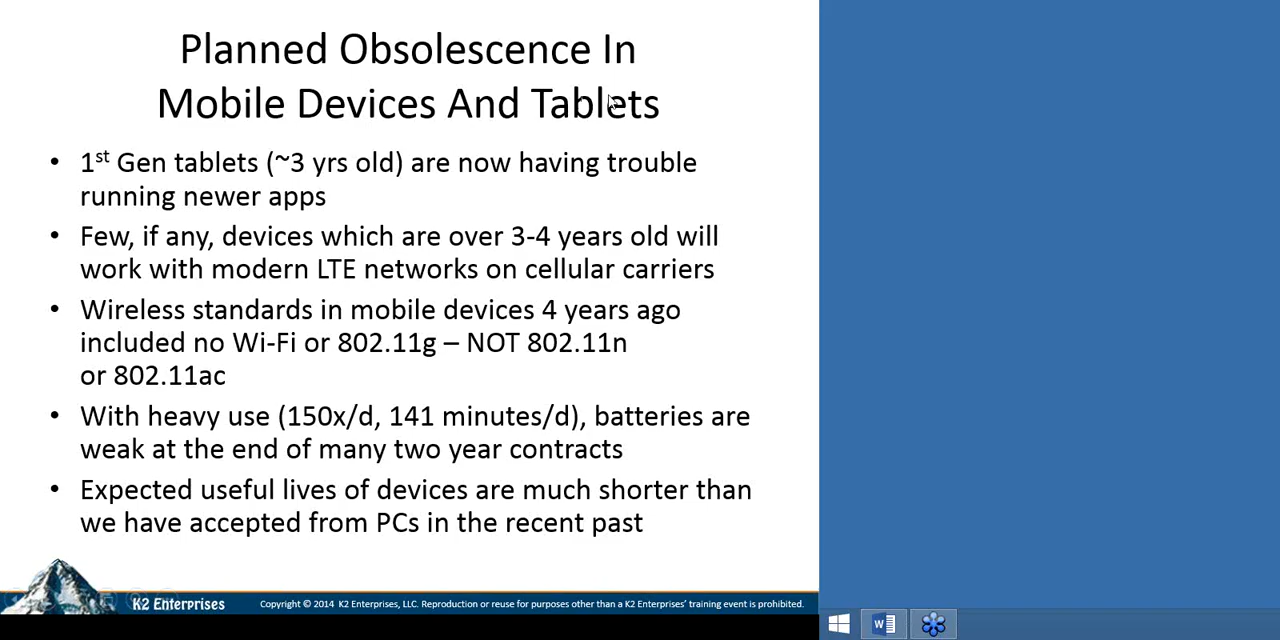 Planned Obsolescence In
Mobile Devices And Tablets
• 1st Gen tablets (~3 yrs old) are now having trouble
running newer apps
• Few, if any, devices which are over 3-4 years old will
work with modern LTE networks on cellular carriers
• Wireless standards in mobile devices 4 years ago
included no Wi-Fi or 802.11g – NOT 802.11n
or 802.11ac
• With heavy use (150x/d, 141 minutes/d), batteries are
weak at the end of many two year contracts
• Expected useful lives of devices are much shorter than
we have accepted from PCs in the recent past
K2 Enterprises
Copyright © 2014 K2 Enterprises, LLC. Reproduction or reuse for purposes other than a K2 Enterprises' training event is prohibited.
W